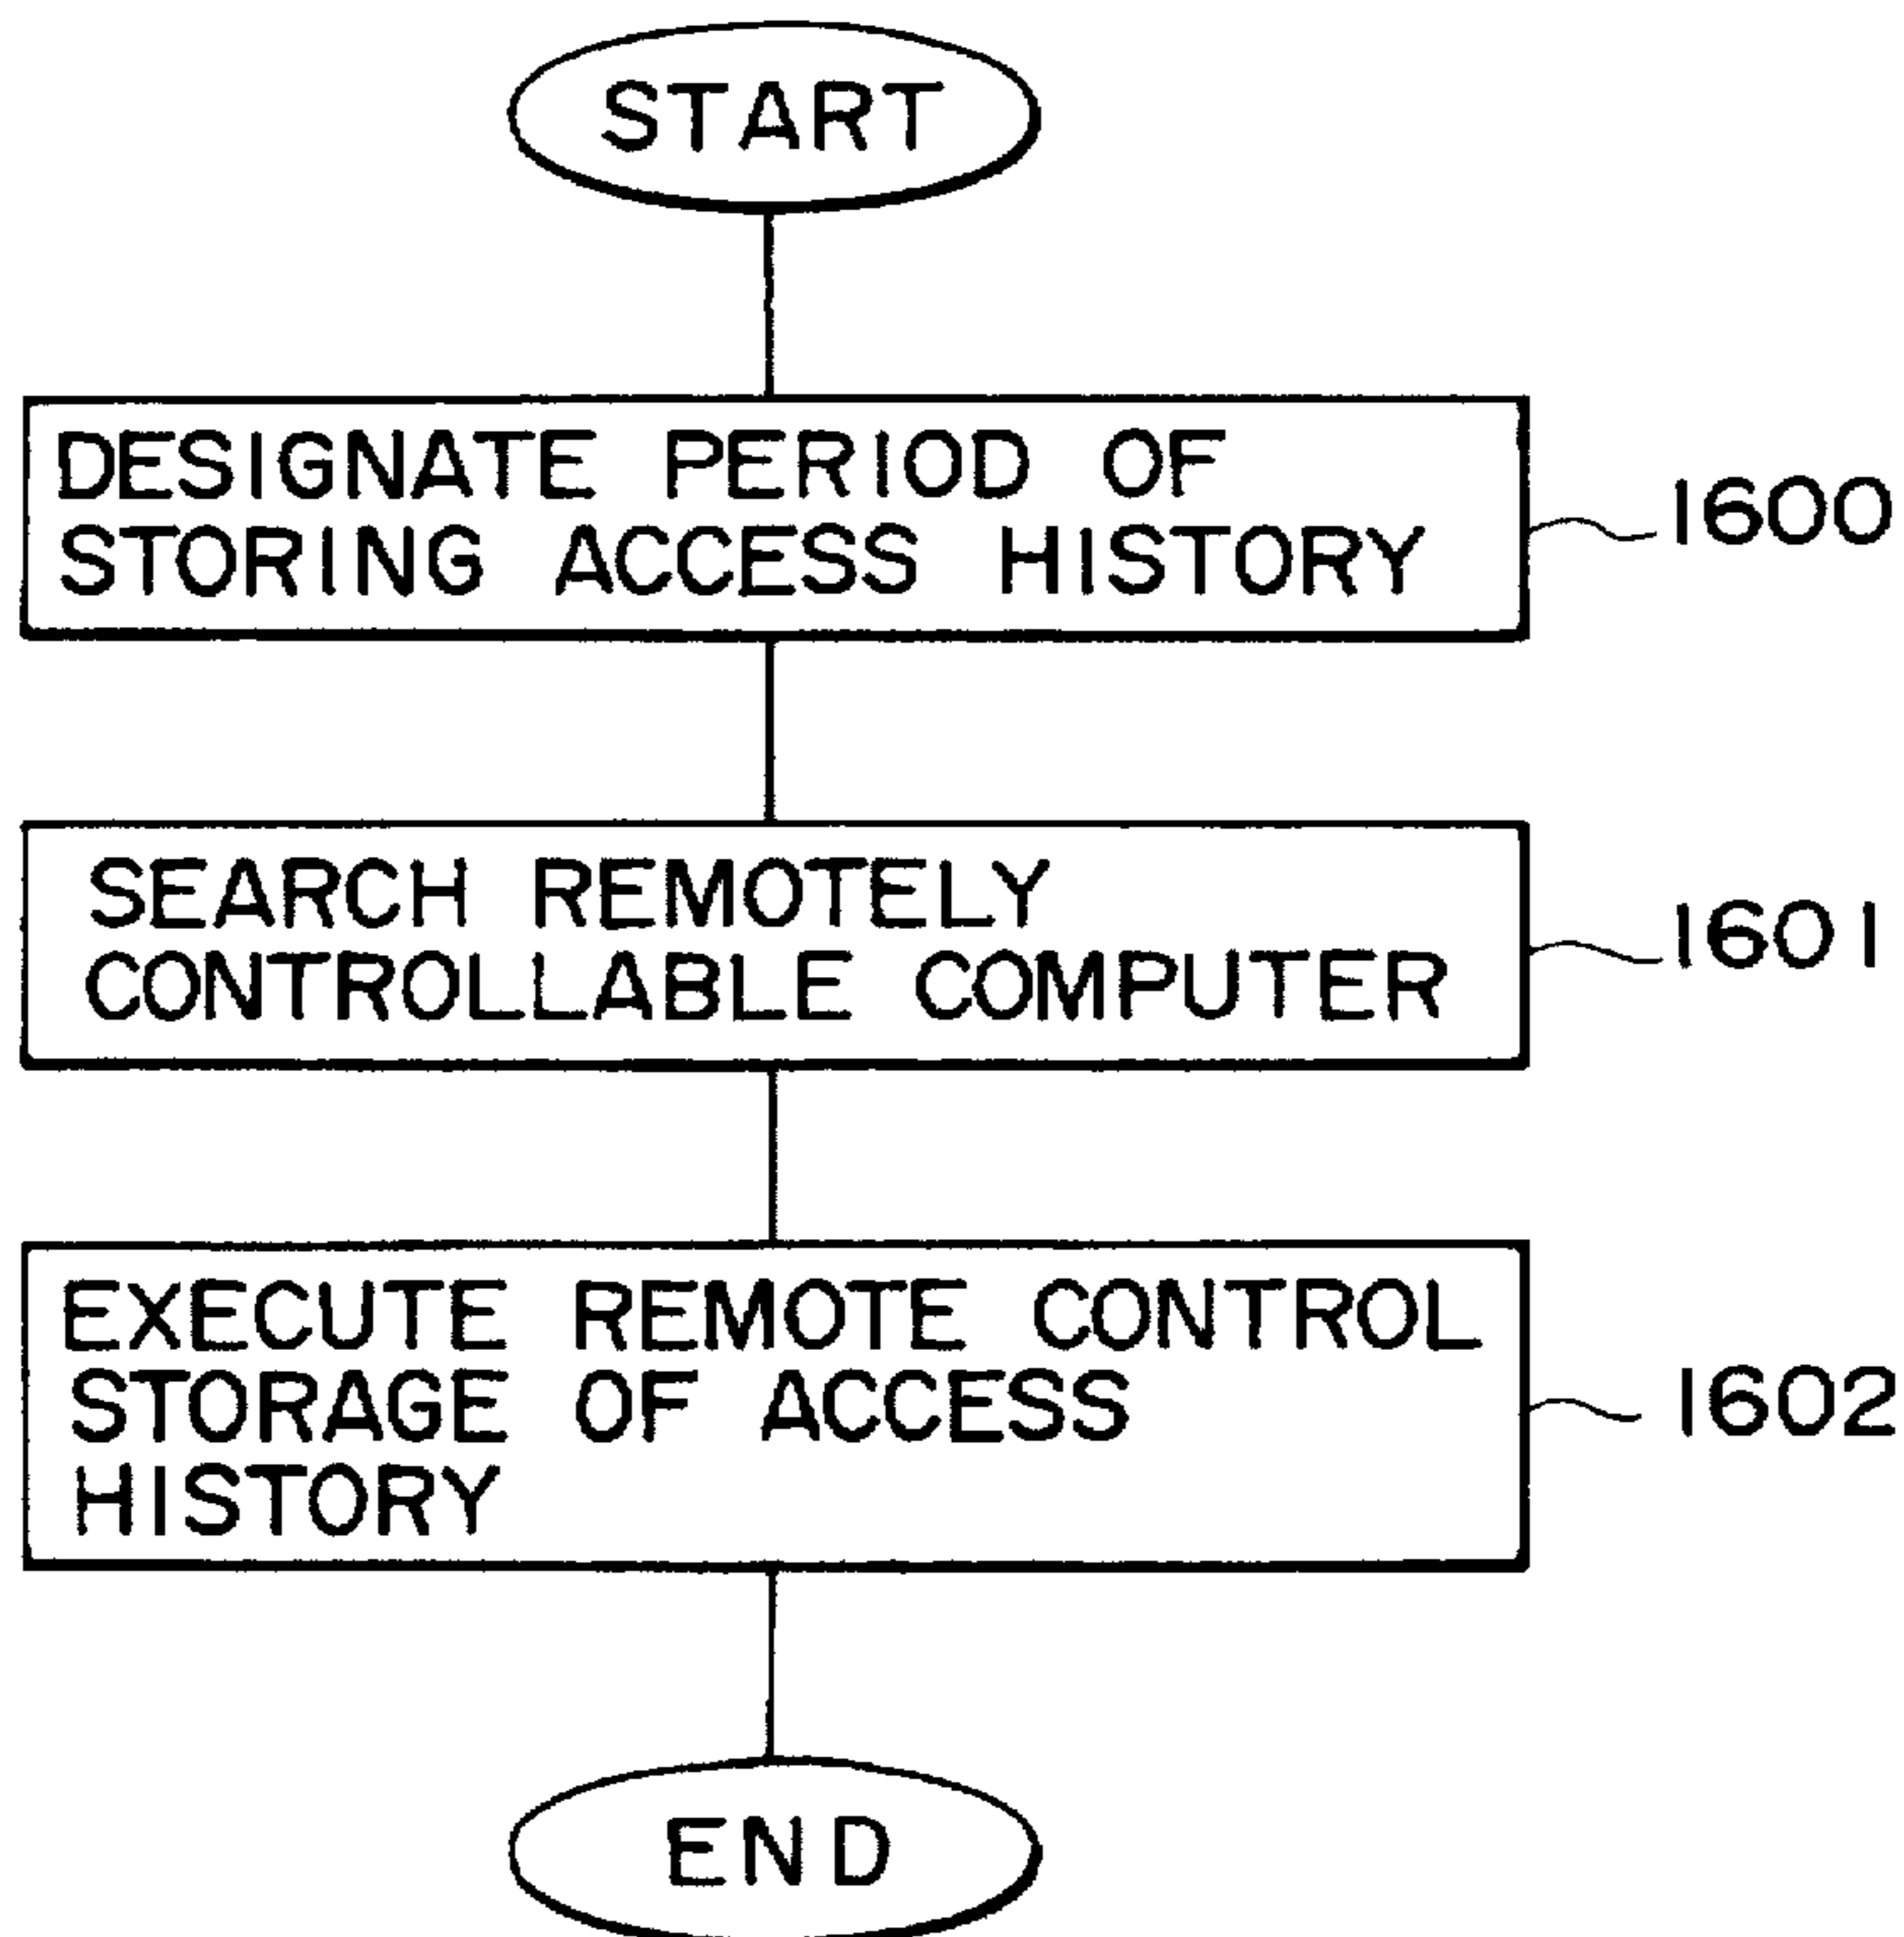 START
DESIGNATE PERIOD OF
STORING ACCESS HISTORY
1600
SEARCH REMOTELY
CONTROLLABLE COMPUTER
1601
EXECUTE REMOTE CONTROL
STORAGE OF ACCESS
HISTORY
1602
END